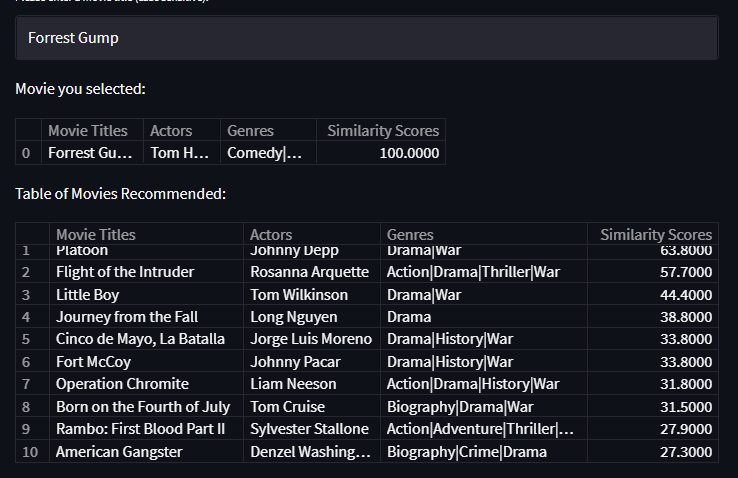 Please enter a movie title (case sensitive):
Forrest Gump
Movie you selected:
Movie Titles Actors Genres Similarity Scores
0 Forrest Gu... Tom H... Comedy|... 100.0000
Table of Movies Recommended:
Movie Titles Actors Genres Similarity Scores
1 Platoon Johnny Depp Drama|War 63.8000
2 Flight of the Intruder Rosanna Arquette Action|Drama|Thriller|War 57.7000
3 Little Boy Tom Wilkinson Drama|War 44.4000
4 Journey from the Fall Long Nguyen Drama 38.8000
5 Cinco de Mayo, La Batalla Jorge Luis Moreno Drama|History|War 33.8000
6 Fort McCoy Johnny Pacar Drama|History|War 33.8000
7 Operation Chromite Liam Neeson Action|Drama|History|War 31.8000
8 Born on the Fourth of July Tom Cruise Biography|Drama|War 31.5000
9 Rambo: First Blood Part II Sylvester Stallone Action|Adventure|Thriller|... 27.9000
10 American Gangster Denzel Washing... Biography|Crime|Drama 27.3000